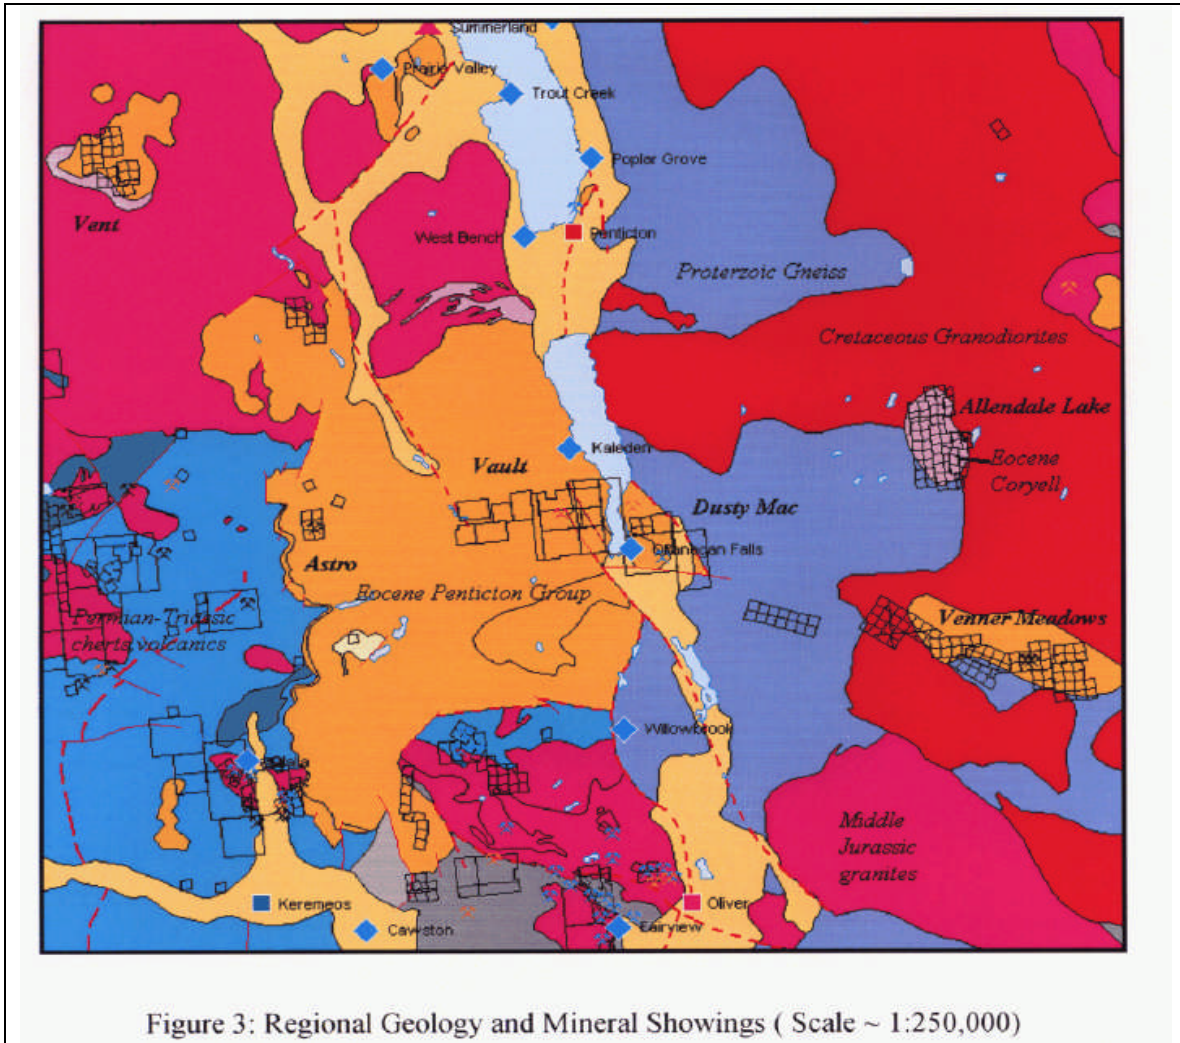 Summerland
Prairie Valley
Trout Creek
Poplar Grove
Vent
West Bench
Penticton
Proterzoic Gneiss
Cretaceous Granodiorites
Allendale Lake
Kaleden
Vault
Eocene
Coryell
Dusty Mac
Okanagan Falls
Astro
Eocene Penticton Group
Permian-Triassic
cherts, volcanics
Venner Meadows
Willowbrook
Middle
Jurassic
granites
Keremeos
Oliver
Cawston
Fairview
Figure 3: Regional Geology and Mineral Showings ( Scale ~ 1:250,000)